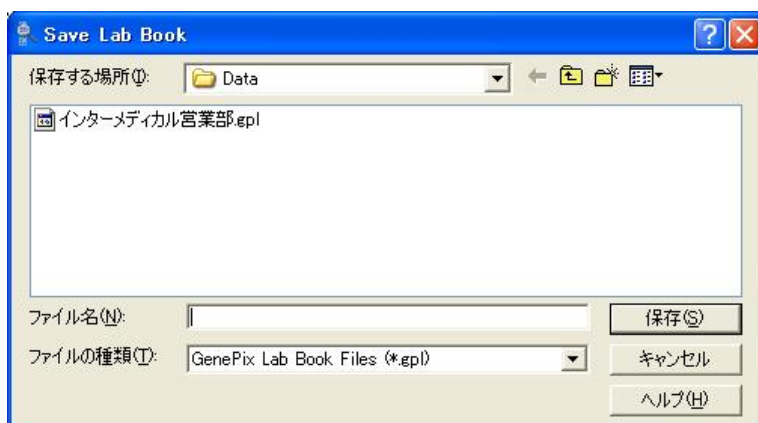 Save Lab Book
保存する場所(I): Data
インターメディカル営業部.gpl
ファイル名(N): 保存(S)
ファイルの種類(T): GenePix Lab Book Files (*.gpl) キャンセル
ヘルプ(H)